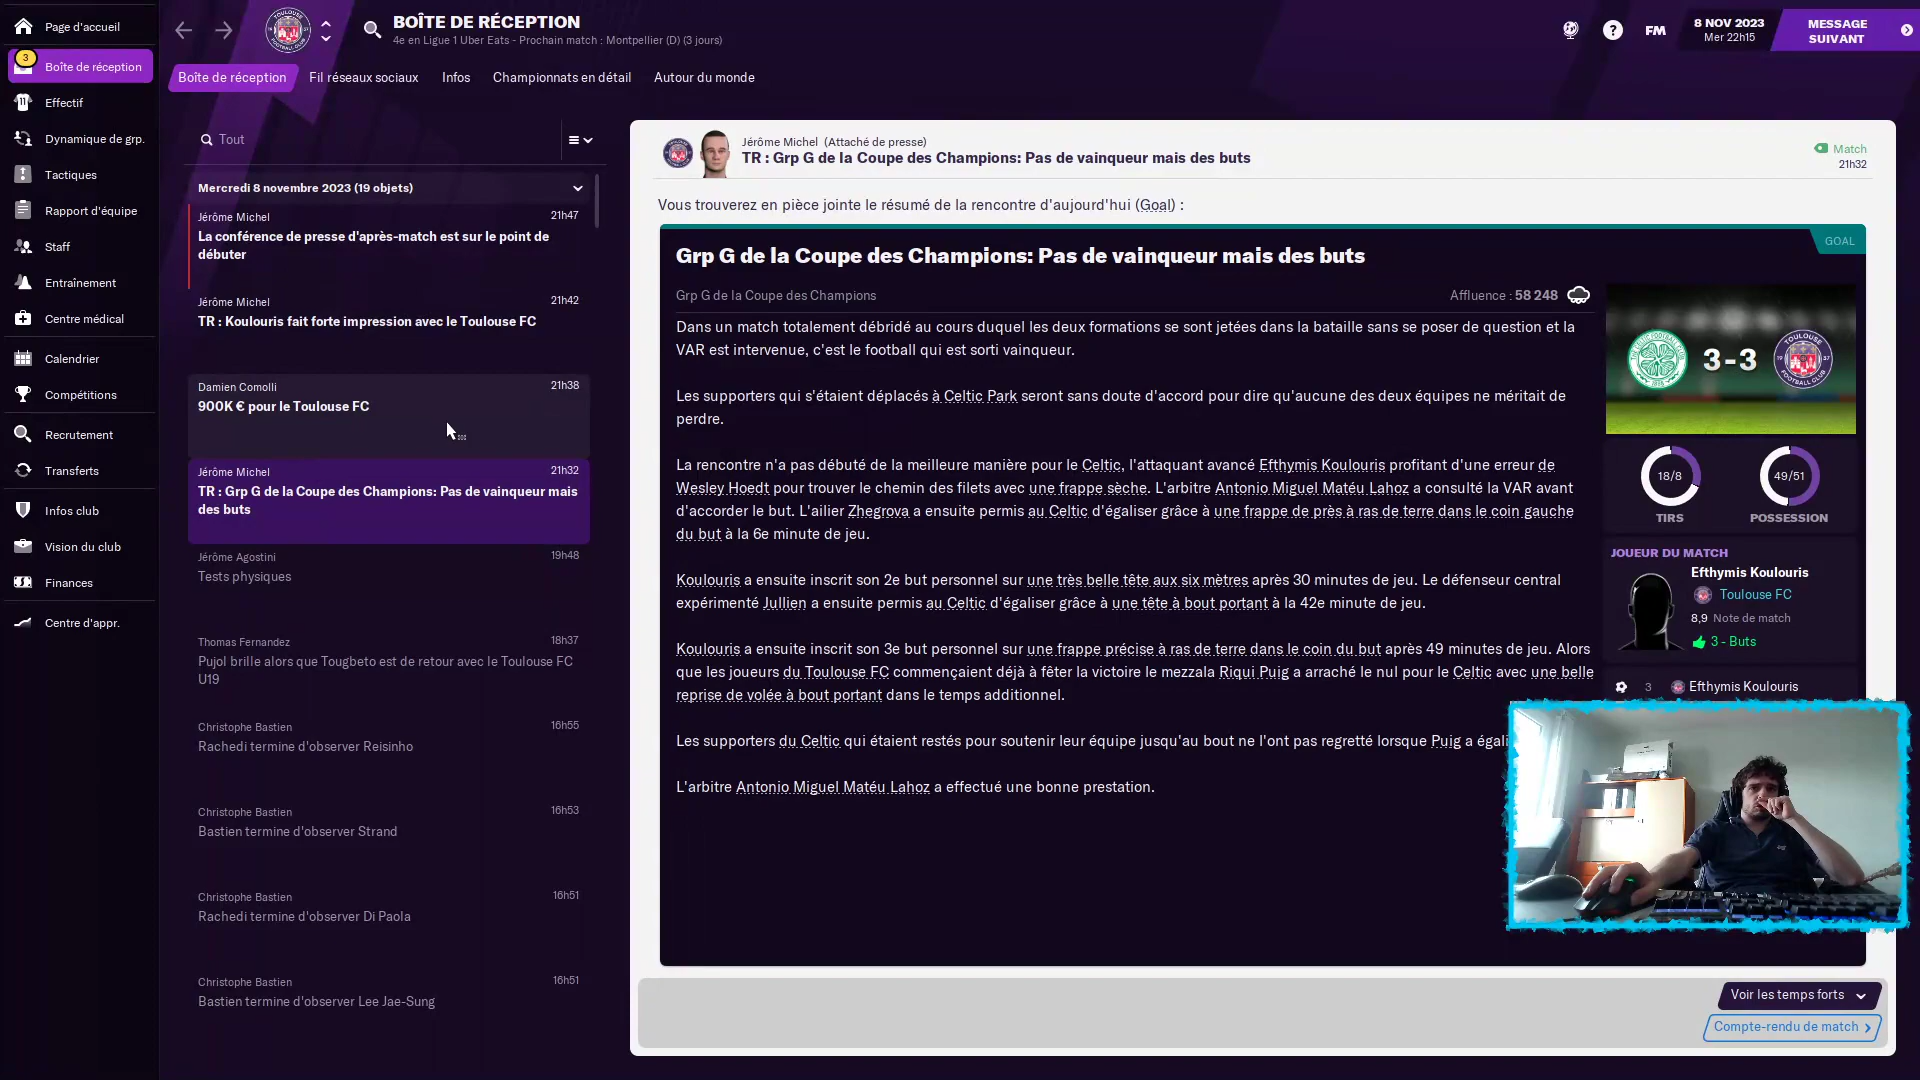 Page d'accueil
3
Boîte de réception
Effectif
Dynamique de grp.
Tactiques
Rapport d'équipe
Staff
Entraînement
Centre médical
Calendrier
Compétitions
Recrutement
Transferts
Infos club
Vision du club
Finances
Centre d'appr.
BOÎTE DE RÉCEPTION
4e en Ligue 1 Uber Eats - Prochain match : Montpellier (D) (3 jours)
FM
8 NOV 2023
Mer 22h15
MESSAGE
SUIVANT
Boîte de réception
Fil réseaux sociaux
Infos
Championnats en détail
Autour du monde
Tout
Mercredi 8 novembre 2023 (19 objets)
Jérôme Michel 21h47
La conférence de presse d'après-match est sur le point de
débuter
Jérôme Michel 21h42
TR : Koulouris fait forte impression avec le Toulouse FC
Damien Comolli 21h38
900K € pour le Toulouse FC
Jérôme Michel 21h32
TR : Grp G de la Coupe des Champions: Pas de vainqueur mais
des buts
Jérôme Agostini 19h48
Tests physiques
Thomas Fernandez 18h37
Pujol brille alors que Tougbeto est de retour avec le Toulouse FC
U19
Christophe Bastien 16h55
Rachedi termine d'observer Reisinho
Christophe Bastien 16h53
Bastien termine d'observer Strand
Christophe Bastien 16h51
Rachedi termine d'observer Di Paola
Christophe Bastien 16h51
Bastien termine d'observer Lee Jae-Sung
Jérôme Michel (Attaché de presse)
TR : Grp G de la Coupe des Champions: Pas de vainqueur mais des buts
Match
21h32
Vous trouverez en pièce jointe le résumé de la rencontre d'aujourd'hui (Goal) :
GOAL
Grp G de la Coupe des Champions: Pas de vainqueur mais des buts
Grp G de la Coupe des Champions
Affluence : 58 248
Dans un match totalement débridé au cours duquel les deux formations se sont jetées dans la bataille sans se poser de question et la
VAR est intervenue, c'est le football qui est sorti vainqueur.
Les supporters qui s'étaient déplacés à Celtic Park seront sans doute d'accord pour dire qu'aucune des deux équipes ne méritait de
perdre.
La rencontre n'a pas débuté de la meilleure manière pour le Celtic, l'attaquant avancé Efthymis Koulouris profitant d'une erreur de
Wesley Hoedt pour trouver le chemin des filets avec une frappe sèche. L'arbitre Antonio Miguel Matéu Lahoz a consulté la VAR avant
d'accorder le but. L'ailier Zhegrova a ensuite permis au Celtic d'égaliser grâce à une frappe de près à ras de terre dans le coin gauche
du but à la 6e minute de jeu.
Koulouris a ensuite inscrit son 2e but personnel sur une très belle tête aux six mètres après 30 minutes de jeu. Le défenseur central
expérimenté Jullien a ensuite permis au Celtic d'égaliser grâce à une tête à bout portant à la 42e minute de jeu.
Koulouris a ensuite inscrit son 3e but personnel sur une frappe précise à ras de terre dans le coin du but après 49 minutes de jeu. Alors
que les joueurs du Toulouse FC commençaient déjà à fêter la victoire le mezzala Riqui Puig a arraché le nul pour le Celtic avec une belle
reprise de volée à bout portant dans le temps additionnel.
Les supporters du Celtic qui étaient restés pour soutenir leur équipe jusqu'au bout ne l'ont pas regretté lorsque Puig a égali
L'arbitre Antonio Miguel Matéu Lahoz a effectué une bonne prestation.
3-3
18/8
TIRS
49/51
POSSESSION
JOUEUR DU MATCH
Efthymis Koulouris
Toulouse FC
8,9 Note de match
3 - Buts
3 Efthymis Koulouris
Voir les temps forts
Compte-rendu de match